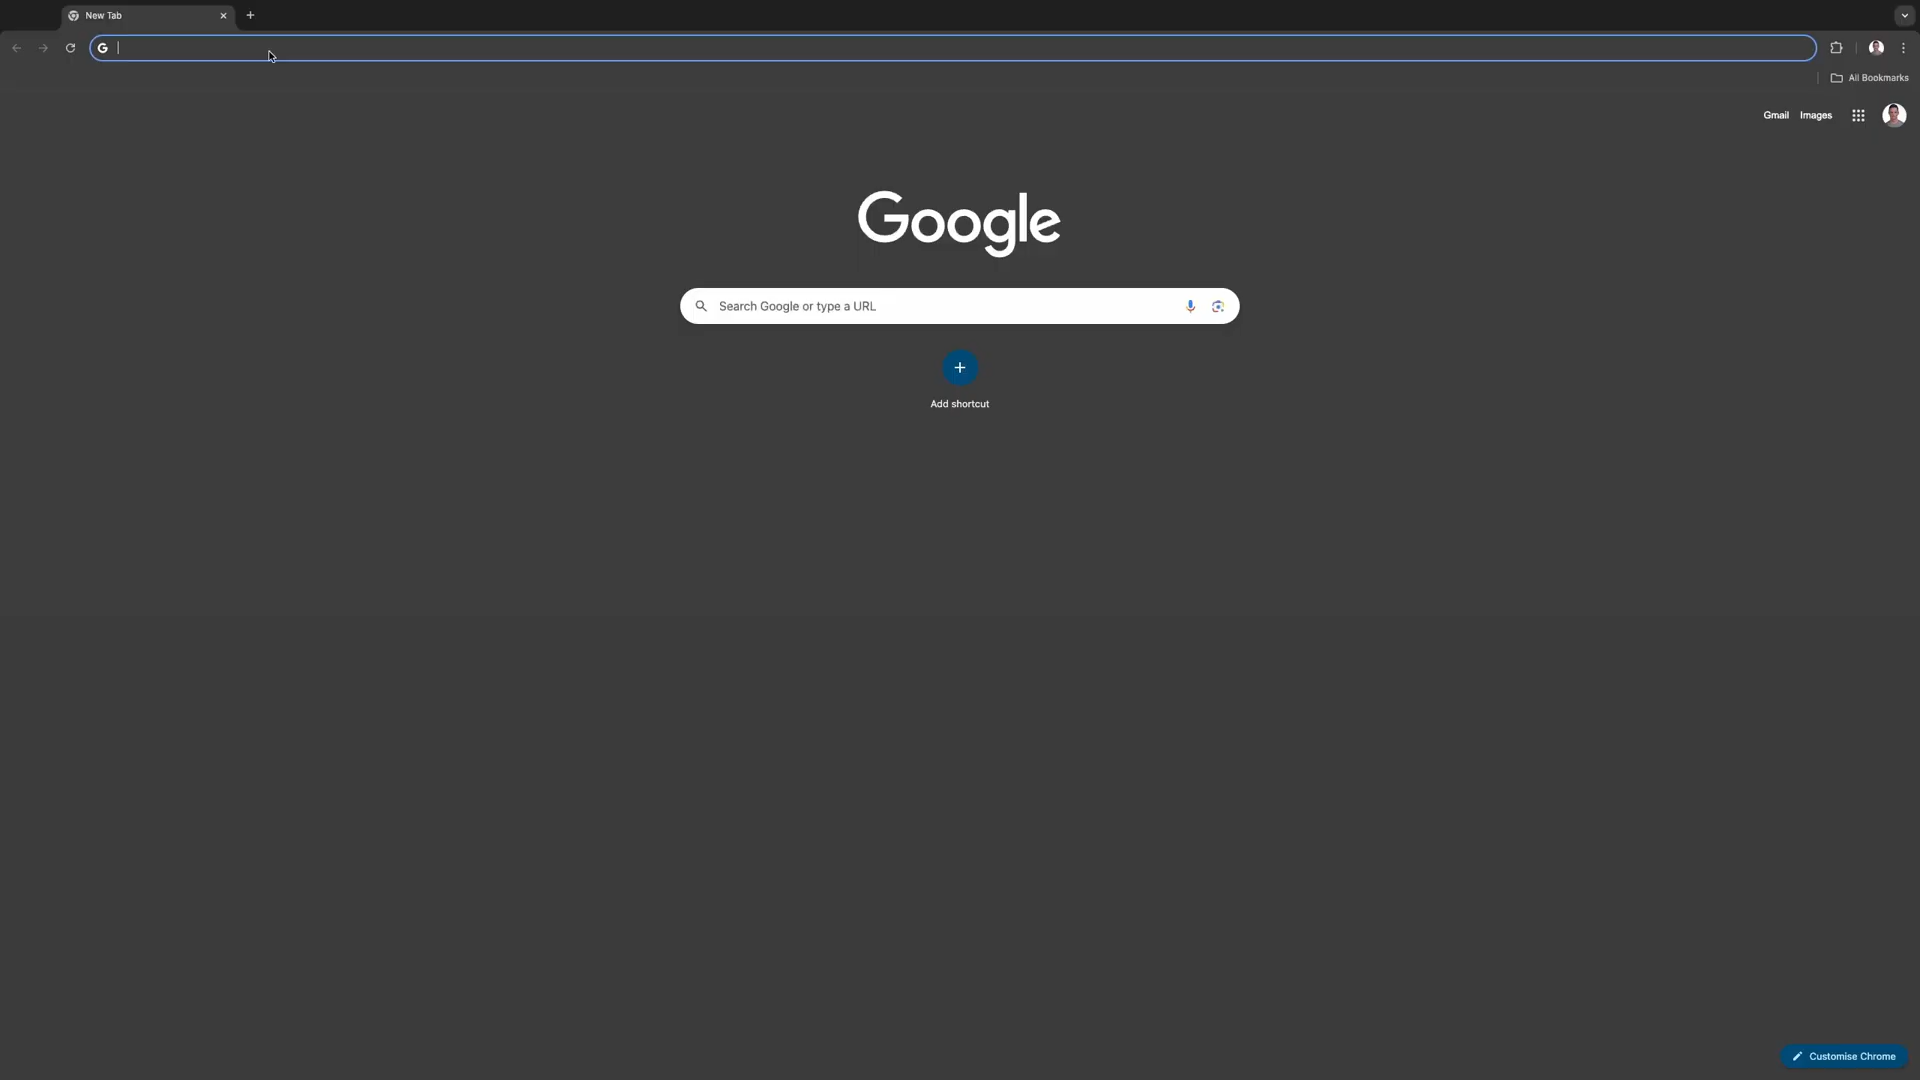 New Tab
All Bookmarks
Gmail Images
Google
Search Google or type a URL
Add shortcut
Customise Chrome